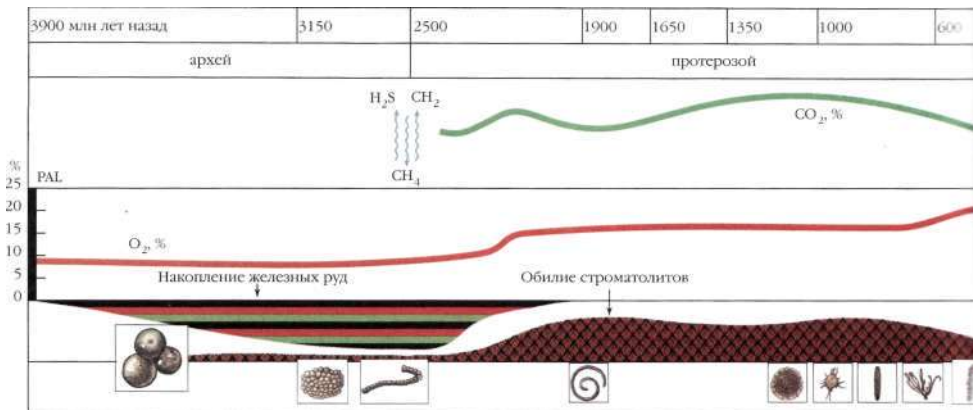 3900 млн лет назад 3150 2500 1900 1650 1350 1000 600
архей протерозой
H₂S CH₂
CO₂, %
CH₄
%
PAL
25
20
15
10
5
0
O₂, %
Накопление железных руд
Обилие строматолитов